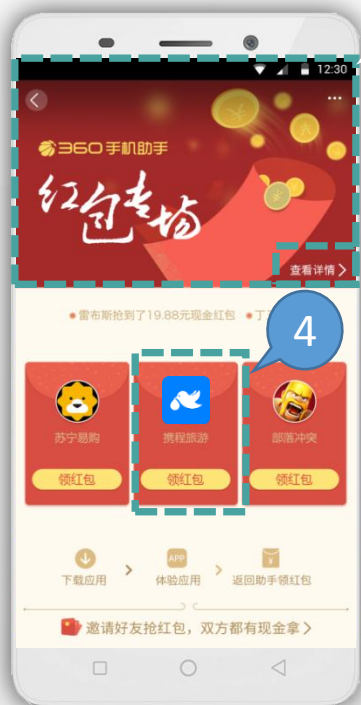 12:30
360手机助手
红包专场
查看详情
雷布斯抢到了19.88元现金红包 丁
4
苏宁易购 携程旅游 部落冲突
领红包 领红包 领红包
下载应用 APP 体验应用 返回助手领红包
邀请好友抢红包，双方都有现金拿